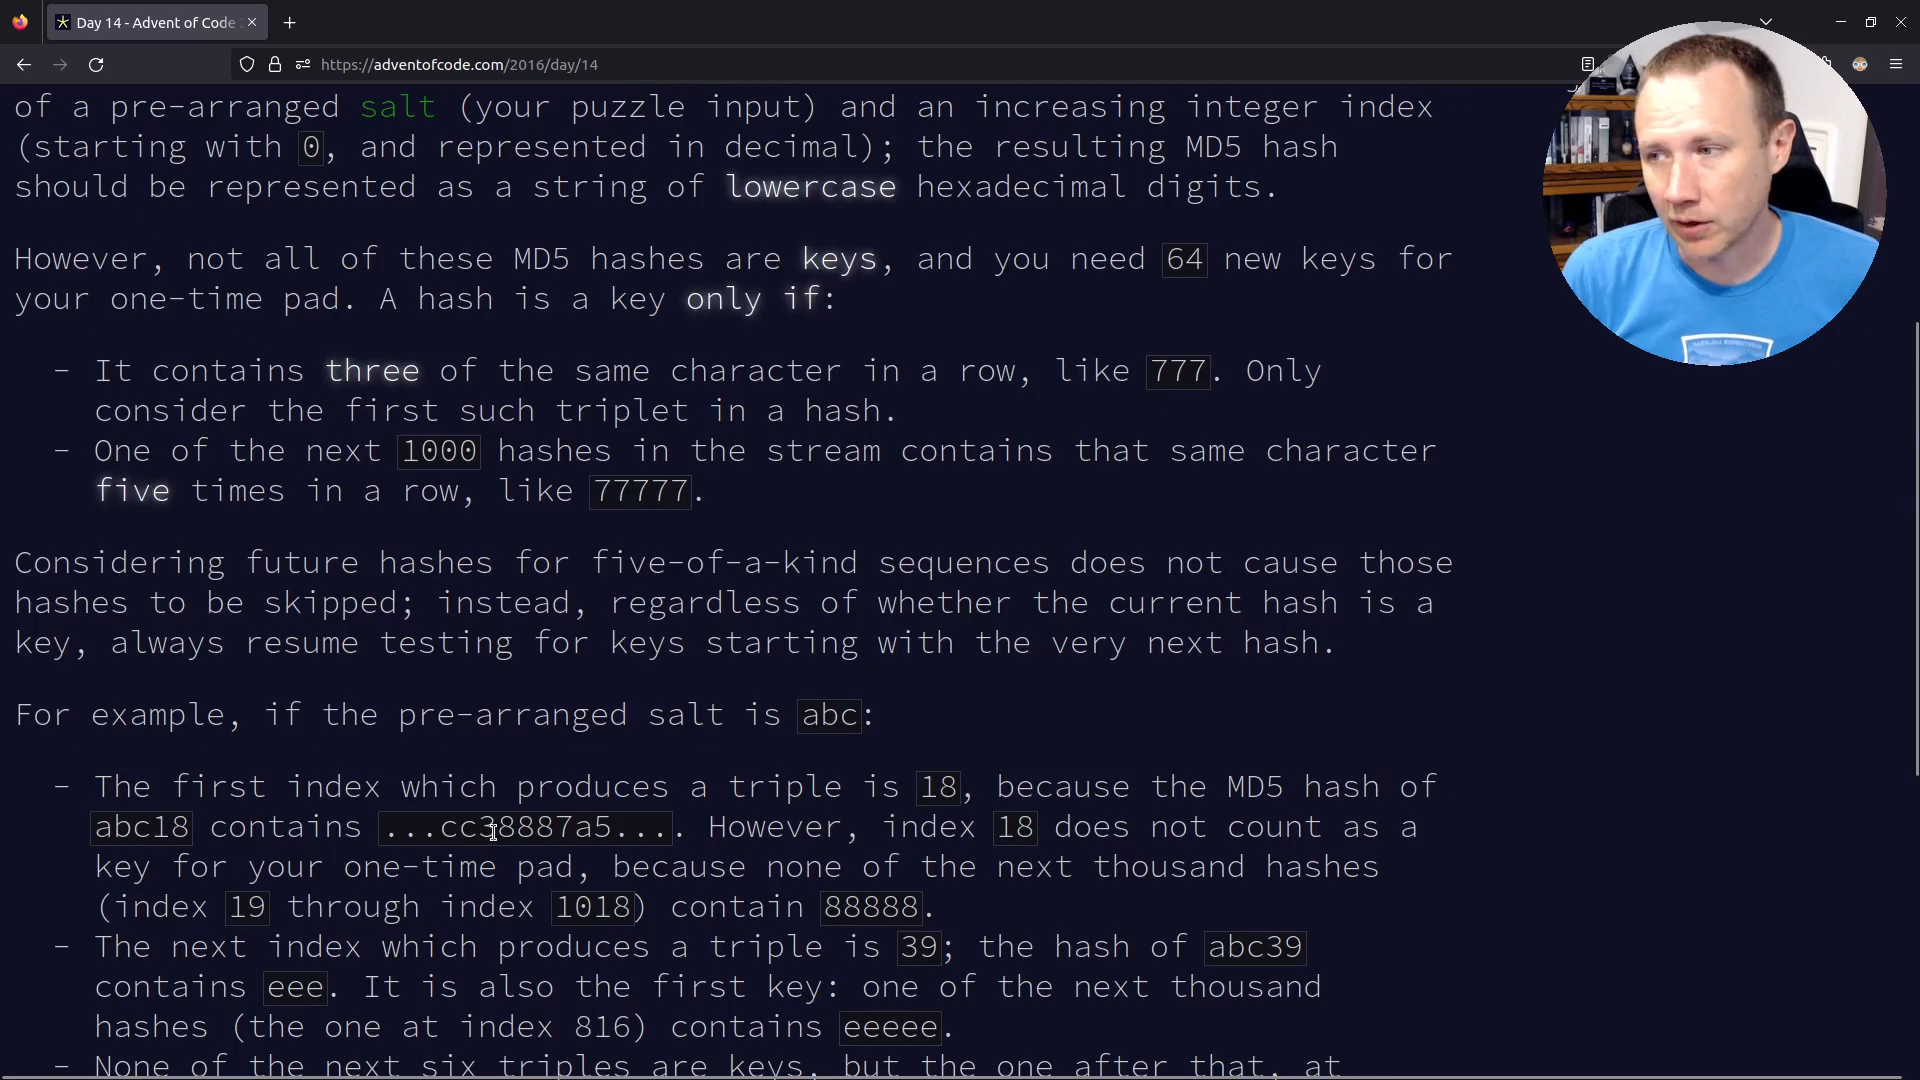 Day 14 - Advent of Code
https://adventofcode.com/2016/day/14
of a pre-arranged salt (your puzzle input) and an increasing integer index
(starting with 0, and represented in decimal); the resulting MD5 hash
should be represented as a string of lowercase hexadecimal digits.
However, not all of these MD5 hashes are keys, and you need 64 new keys for
your one-time pad. A hash is a key only if:
- It contains three of the same character in a row, like 777. Only
consider the first such triplet in a hash.
- One of the next 1000 hashes in the stream contains that same character
five times in a row, like 77777.
Considering future hashes for five-of-a-kind sequences does not cause those
hashes to be skipped; instead, regardless of whether the current hash is a
key, always resume testing for keys starting with the very next hash.
For example, if the pre-arranged salt is abc:
- The first index which produces a triple is 18, because the MD5 hash of
abc18 contains ...cc38887a5.... However, index 18 does not count as a
key for your one-time pad, because none of the next thousand hashes
(index 19 through index 1018) contain 88888.
- The next index which produces a triple is 39; the hash of abc39
contains eee. It is also the first key: one of the next thousand
hashes (the one at index 816) contains eeeee.
- None of the next six triples are keys, but the one after that, at